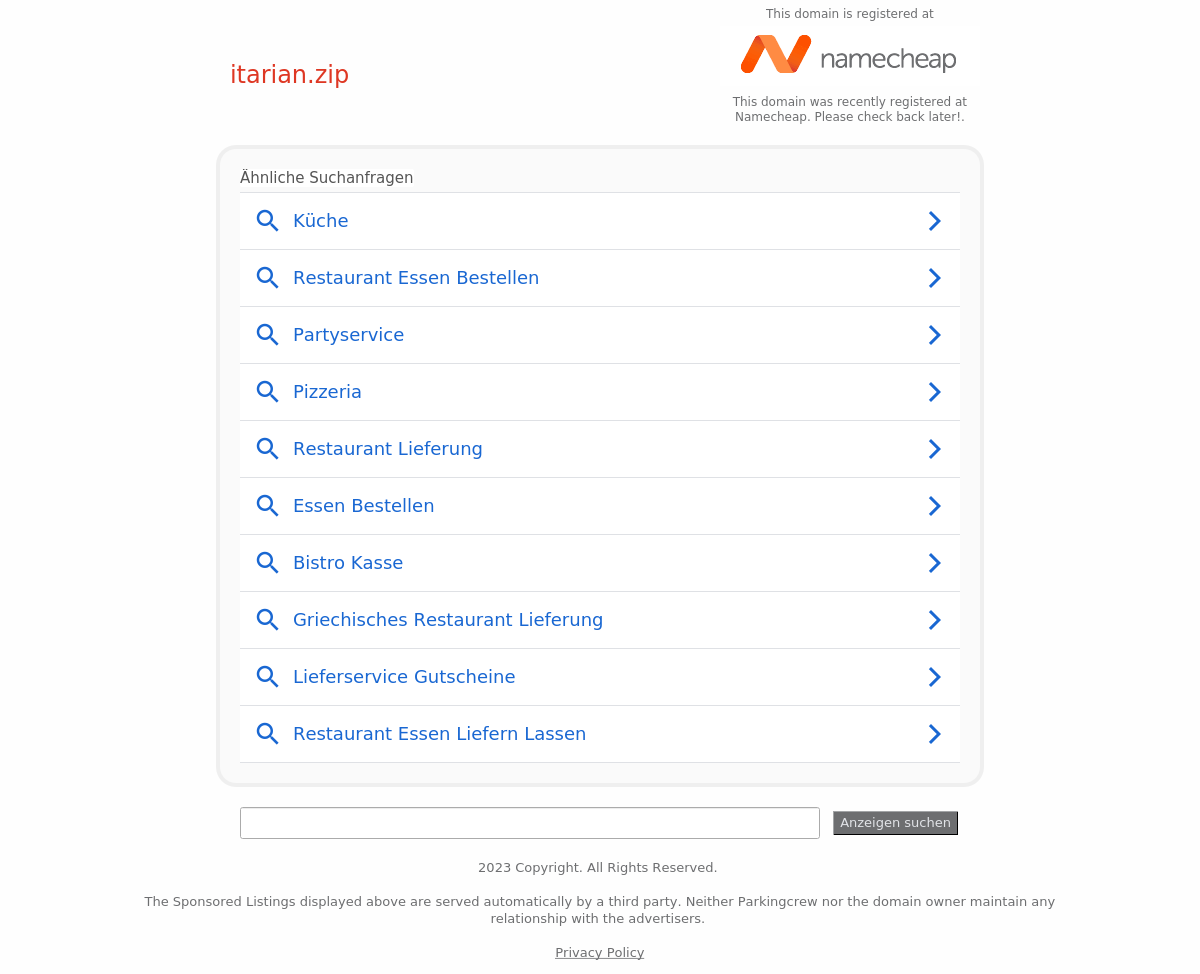 This domain is registered at
namecheap
itarian.zip
This domain was recently registered at
Namecheap. Please check back later!.
Ähnliche Suchanfragen
Küche
Restaurant Essen Bestellen
Partyservice
Pizzeria
Restaurant Lieferung
Essen Bestellen
Bistro Kasse
Griechisches Restaurant Lieferung
Lieferservice Gutscheine
Restaurant Essen Liefern Lassen
Anzeigen suchen
2023 Copyright. All Rights Reserved.
The Sponsored Listings displayed above are served automatically by a third party. Neither Parkingcrew nor the domain owner maintain any
relationship with the advertisers.
Privacy Policy